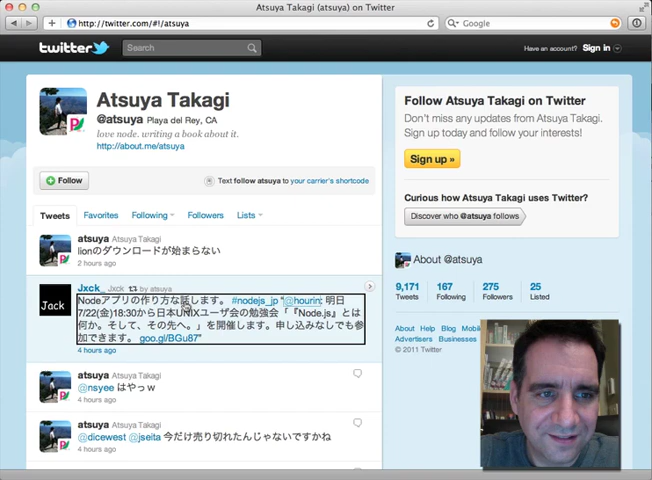 Atsuya Takagi (atsuya) on Twitter
http://twitter.com/#!/atsuya
Google
twitter
Search
Have an account? Sign in
Atsuya Takagi
@atsuya Playa del Rey, CA
love node. writing a book about it.
http://about.me/atsuya
Follow
Text follow atsuya to your carrier's shortcode
Tweets Favorites Following Followers Lists
atsuya Atsuya Takagi
lionのダウンロードが始まらない
2 hours ago
Jack
Jxck_ Jxck by atsuya
Nodeアプリの作り方な話します。 #nodejs_jp "@hourin: 明日
7/22(金)18:30から日本UNIXユーザ会の勉強会「『Node.js』とは
何か。そして、その先へ。」を開催します。申し込みなしでも参
加できます。 goo.gl/BGu87"
4 hours ago
atsuya Atsuya Takagi
@nsyee はやっw
4 hours ago
atsuya Atsuya Takagi
@dicewest @jseita 今だけ売り切れたんじゃないですかね
4 hours ago
Follow Atsuya Takagi on Twitter
Don't miss any updates from Atsuya Takagi.
Sign up today and follow your interests!
Sign up »
Curious how Atsuya Takagi uses Twitter?
Discover who @atsuya follows
About @atsuya
9,171 167 275 25
Tweets Following Followers Listed
About Help Blog
Advertisers Businesses
© 2011 Twitter